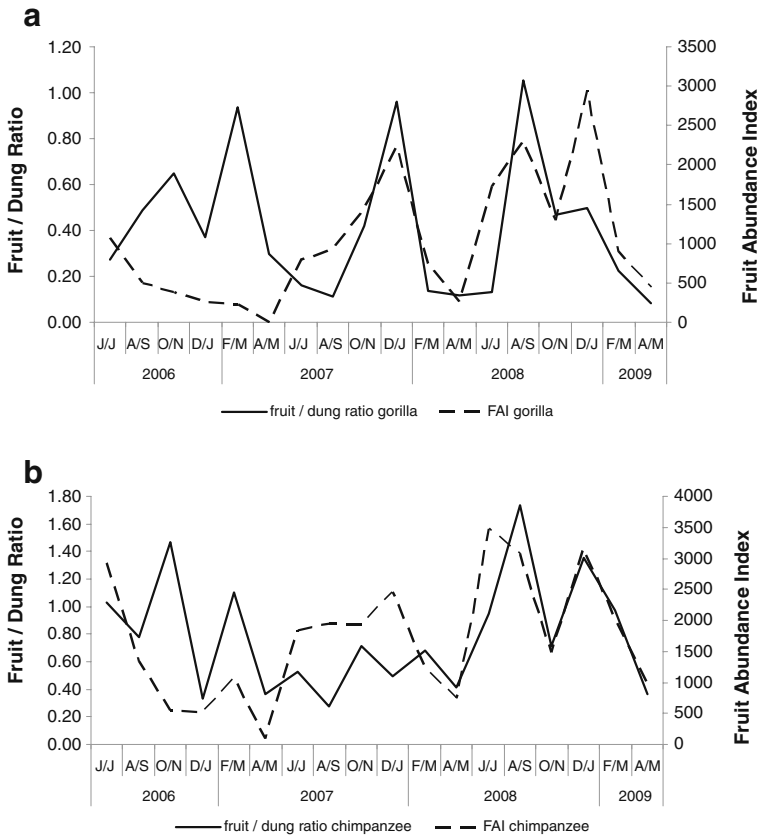 a
Fruit / Dung Ratio
1.20
1.00
0.80
0.60
0.40
0.20
0.00
3500
3000
2500
2000
1500
1000
500
0
Fruit Abundance Index
J/J A/S O/N D/J F/M A/M J/J A/S O/N D/J F/M A/M J/J A/S O/N D/J F/M A/M
2006 2007 2008 2009
fruit / dung ratio gorilla FAI gorilla
b
Fruit / Dung Ratio
1.80
1.60
1.40
1.20
1.00
0.80
0.60
0.40
0.20
0.00
4000
3500
3000
2500
2000
1500
1000
500
0
Fruit Abundance Index
J/J A/S O/N D/J F/M A/M J/J A/S O/N D/J F/M A/M J/J A/S O/N D/J F/M A/M
2006 2007 2008 2009
fruit / dung ratio chimpanzee FAI chimpanzee